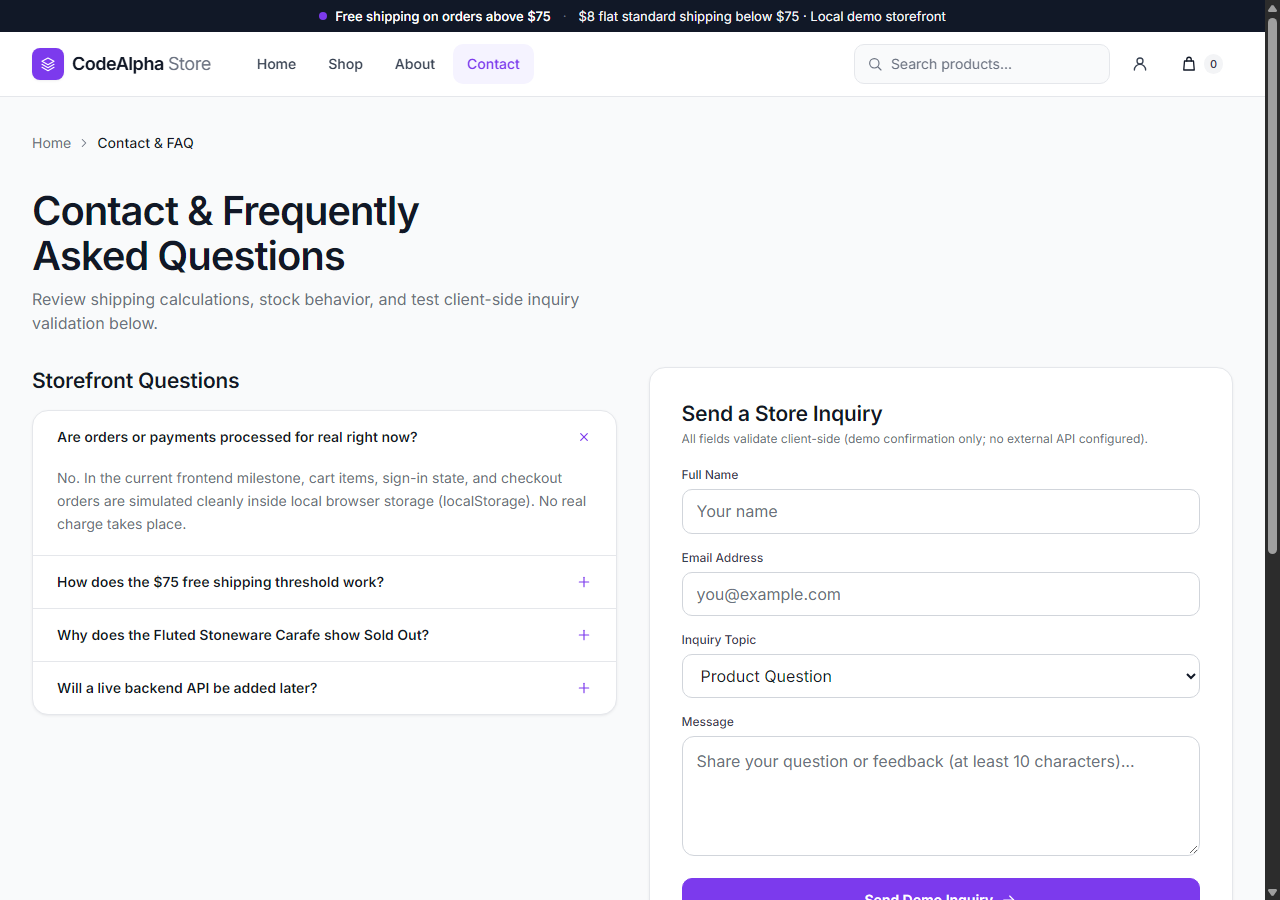 Free shipping on orders above $75 · $8 flat standard shipping below $75 · Local demo storefront
CodeAlpha Store
Home
Shop
About
Contact
Search products...
0
Home > Contact & FAQ
Contact & Frequently
Asked Questions
Review shipping calculations, stock behavior, and test client-side inquiry
validation below.
Storefront Questions
Are orders or payments processed for real right now?
No. In the current frontend milestone, cart items, sign-in state, and checkout
orders are simulated cleanly inside local browser storage (localStorage). No real
charge takes place.
How does the $75 free shipping threshold work?
Why does the Fluted Stoneware Carafe show Sold Out?
Will a live backend API be added later?
Send a Store Inquiry
All fields validate client-side (demo confirmation only; no external API configured).
Full Name
Your name
Email Address
you@example.com
Inquiry Topic
Product Question
Message
Share your question or feedback (at least 10 characters)...
Send Demo Inquiry →